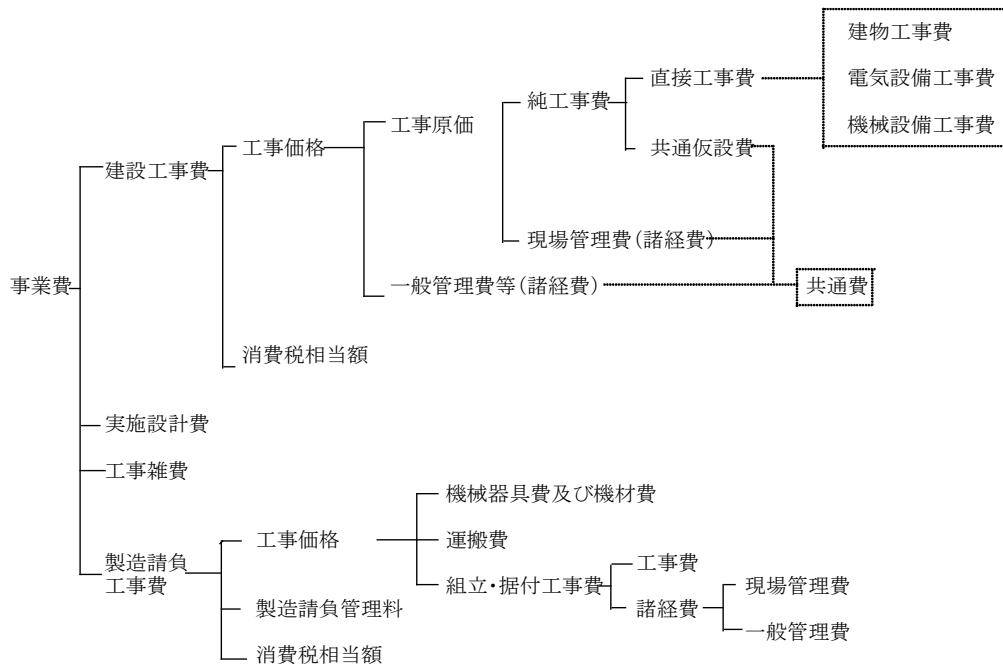 建物工事費
直接工事費
電気設備工事費
純工事費
機械設備工事費
工事原価
工事価格
共通仮設費
建設工事費
現場管理費(諸経費)
事業費
一般管理費等(諸経費)
共通費
消費税相当額
実施設計費
工事雑費
機械器具費及び機材費
工事価格
運搬費
製造請負
工事費
組立・据付工事費
工事費
現場管理費
諸経費
製造請負管理料
一般管理費
消費税相当額